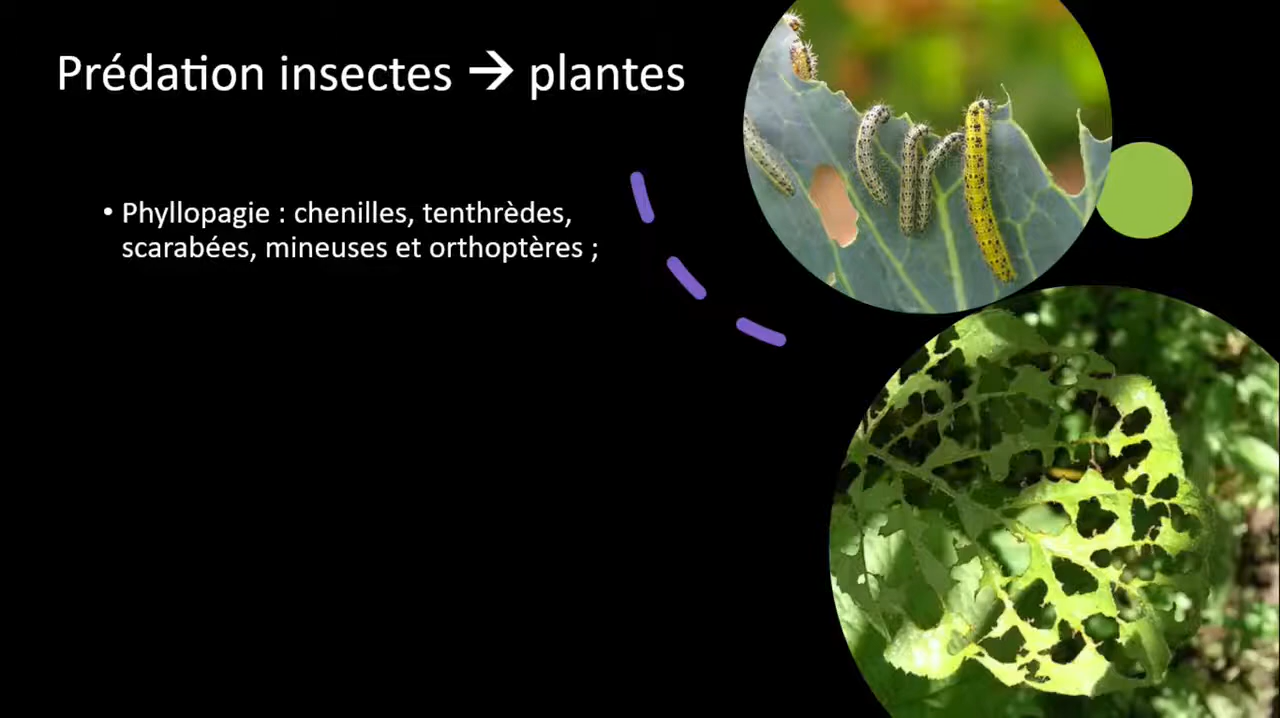 Prédation insectes → plantes
• Phyllopagie : chenilles, tenthrèdes,
scarabées, mineuses et orthoptères ;